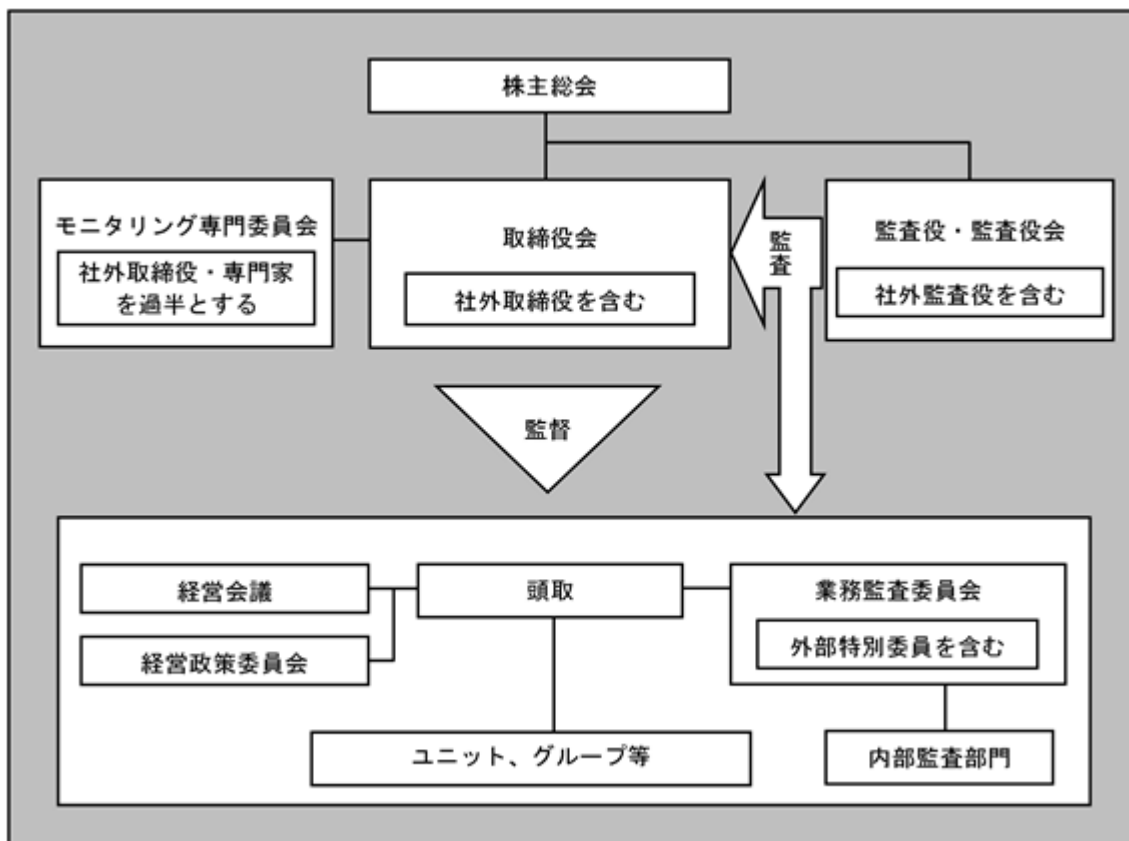 株主総会
モニタリング専門委員会
社外取締役・専門家
を過半とする
取締役会
社外取締役を含む
監査
監査役・監査役会
社外監査役を含む
監督
経営会議
頭取
業務監査委員会
外部特別委員を含む
経営政策委員会
ユニット、グループ等
内部監査部門